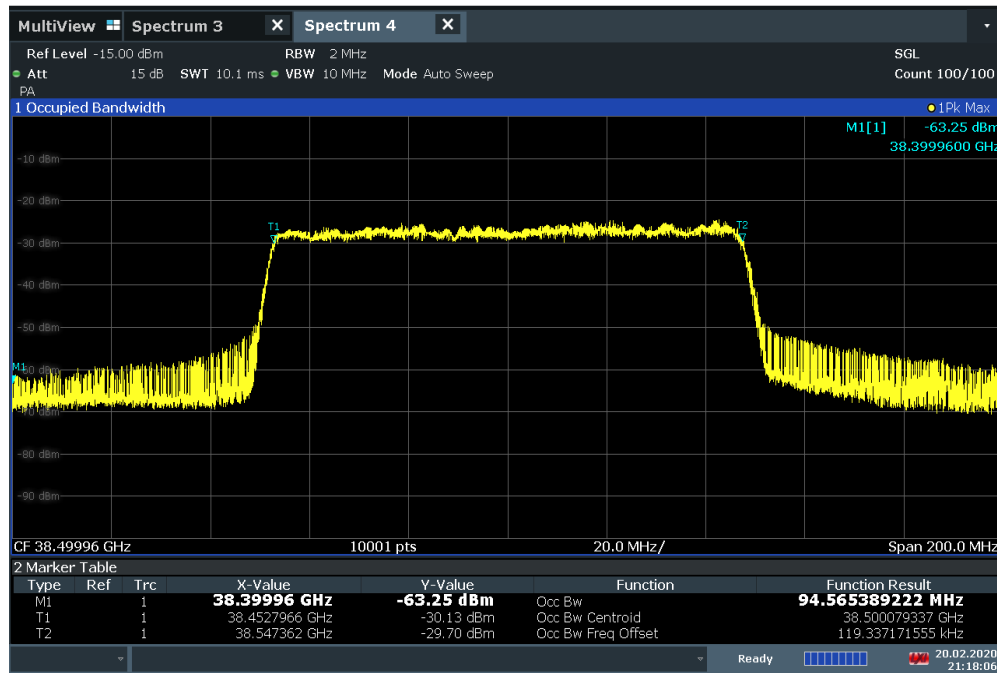 MultiView Spectrum 3 X Spectrum 4 X
Ref Level -15.00 dBm RBW 2 MHz SGL
Att 15 dB SWT 10.1 ms VBW 10 MHz Mode Auto Sweep Count 100/100
PA
1 Occupied Bandwidth 1Pk Max
M1[1] -63.25 dBm
38.3999600 GHz
-10 dBm
-20 dBm
T1 T2
-30 dBm
-40 dBm
-50 dBm
M1
-60 dBm
-70 dBm
-80 dBm
-90 dBm
CF 38.49996 GHz 10001 pts 20.0 MHz/ Span 200.0 MHz
2 Marker Table
Type Ref Trc X-Value Y-Value Function Function Result
M1 1 38.39996 GHz -63.25 dBm Occ Bw 94.565389222 MHz
T1 1 38.4527966 GHz -30.13 dBm Occ Bw Centroid 38.500079337 GHz
T2 1 38.547362 GHz -29.70 dBm Occ Bw Freq Offset 119.337171555 kHz
Ready 20.02.2020
21:18:06